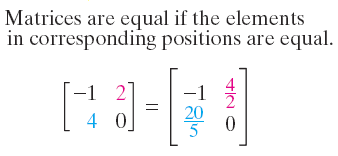 Matrices are equal if the elements
in corresponding positions are equal.
[-1 2] = [-1 4/2]
[4 0] [20/5 0]